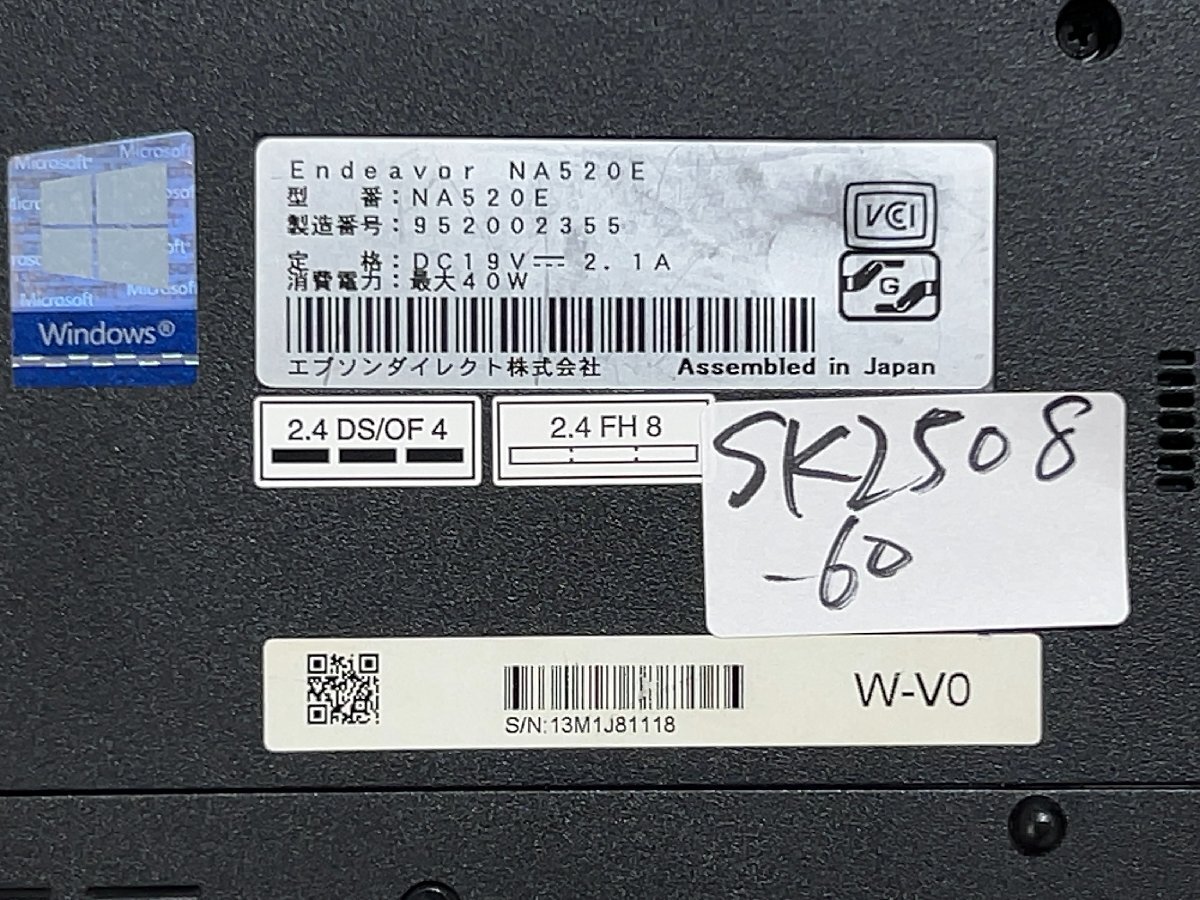 Microsoft Microsoft
Microsoft Microsoft
Windows®
Endeavor NA520E
型 番：NA520E
製造番号：952002355
定 格：DC19V⎓ 2.1A
消費電力：最大40W
エプソンダイレクト株式会社 Assembled in Japan
VCCI
G
2.4 DS/OF 4
2.4 FH 8
SK2508
-60
S/N:13M1J81118
W-V0